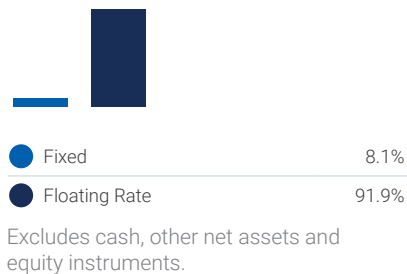 Fixed 8.1%
Floating Rate 91.9%
Excludes cash, other net assets and
equity instruments.